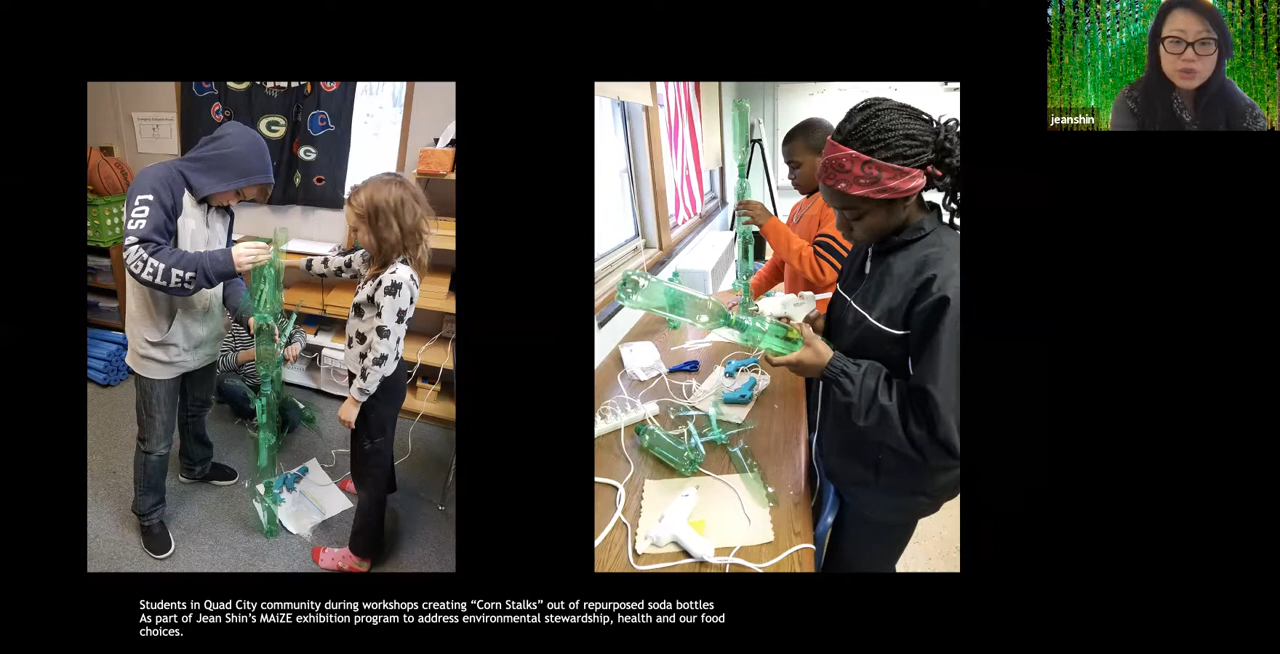 jeanshin
LOS
ANGELES
Students in Quad City community during workshops creating “Corn Stalks” out of repurposed soda bottles
As part of Jean Shin’s MAiZE exhibition program to address environmental stewardship, health and our food
choices.